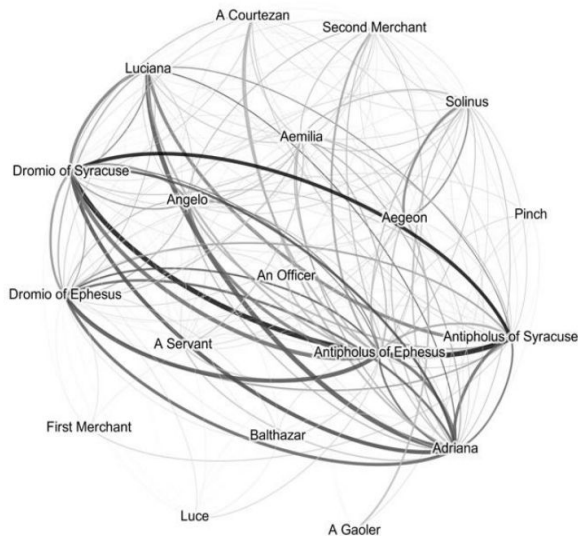 A Courtezan
Second Merchant
Luciana
Solinus
Aemilia
Dromio of Syracuse
Angelo
Aegeon
Pinch
An Officer
Dromio of Ephesus
A Servant
Antipholus of Ephesus
Antipholus of Syracuse
First Merchant
Balthazar
Adriana
Luce
A Gaoler